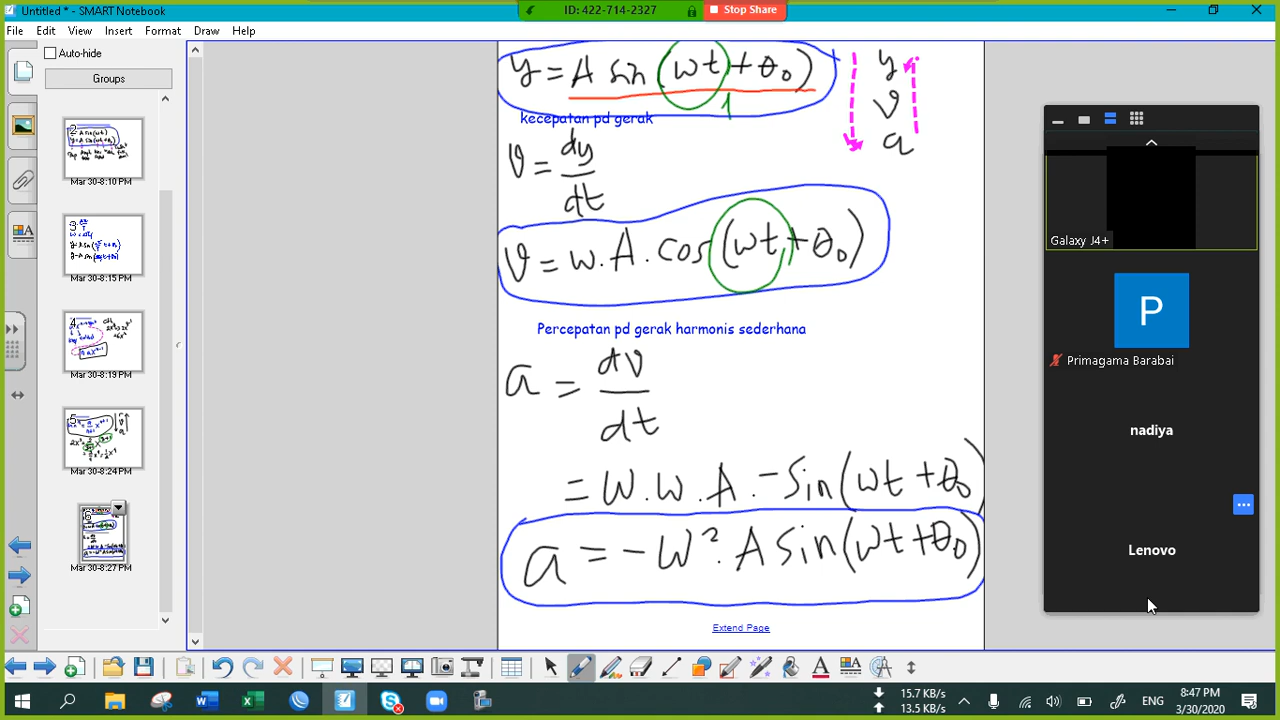 Untitled * - SMART Notebook
ID: 422-714-2327
Stop Share
File Edit View Insert Format Draw Help
Auto-hide
Groups
Mar 30-8:10 PM
Mar 30-8:15 PM
Mar 30-8:19 PM
Mar 30-8:24 PM
Mar 30-8:27 PM
y = A sin (ωt + θ₀)
1
y
v
a
kecepatan pd gerak
v = dy/dt
v = ω . A . cos (ωt + θ₀)
Percepatan pd gerak harmonis sederhana
a = dv/dt
= ω . ω . A . -sin (ωt + θ₀)
a = -ω² . A sin (ωt + θ₀)
Extend Page
Galaxy J4+
P
Primagama Barabai
nadiya
Lenovo
15.7 KB/s
13.5 KB/s
ENG
8:47 PM
3/30/2020